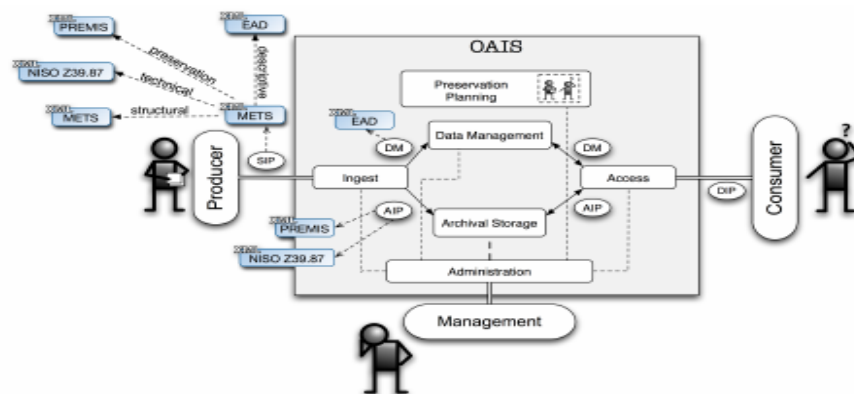 XML
PREMIS
XML
EAD
OAIS
preservation
descriptive
XML
NISO Z39.87
technical
Preservation
Planning
XML
METS
structural
XML
METS
XML
EAD
Data Management
?
SIP
DM
DM
Producer
Ingest
Access
DIP
Consumer
AIP
AIP
XML
PREMIS
Archival Storage
XML
NISO Z39.87
Administration
Management